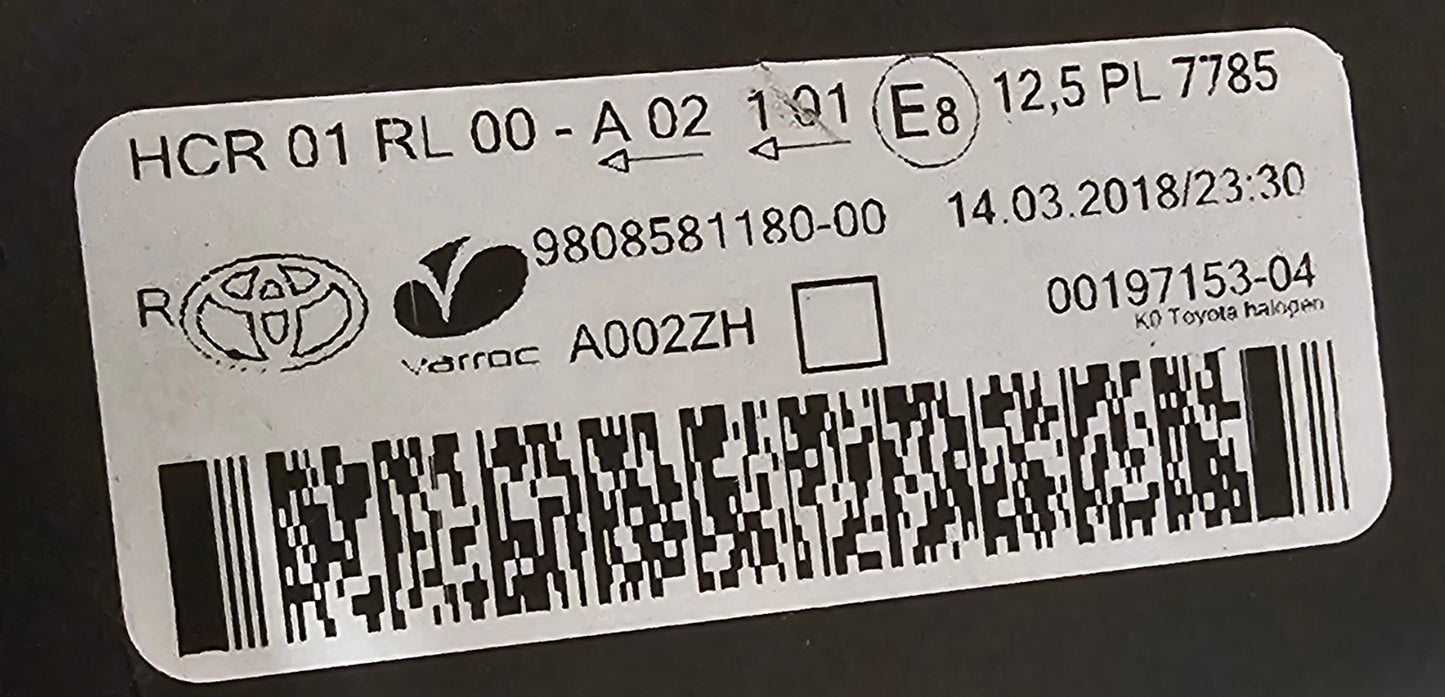 HCR 01 RL 00 - A 02 1 01 E8 12,5 PL 7785
9808581180-00 14.03.2018/23:30
R varroc A002ZH 00197153-04
K0 Toyota halogen